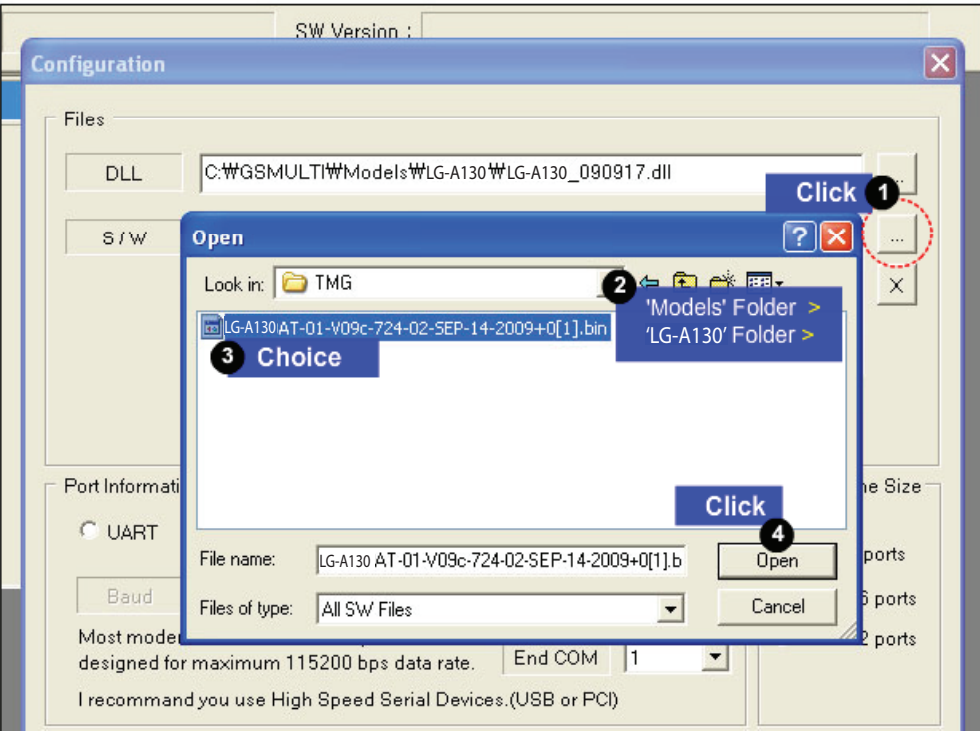 SW Version :
Configuration
Files
DLL
C:₩GSMULTI₩Models₩LG-A130₩LG-A130_090917.dll
...
Click 1
S/W
...
Open
?
Look in: TMG
2
X
'Models' Folder >
‘LG-A130’ Folder >
LG-A130 AT-01-V09c-724-02-SEP-14-2009+0[1].bin
3 Choice
Port Informati
ne Size
Click
4
UART
File name: LG-A130 AT-01-V09c-724-02-SEP-14-2009+0[1].b Open
ports
Baud
Files of type: All SW Files Cancel
6 ports
Most mode
2 ports
designed for maximum 115200 bps data rate. End COM 1
I recommand you use High Speed Serial Devices.(USB or PCI)